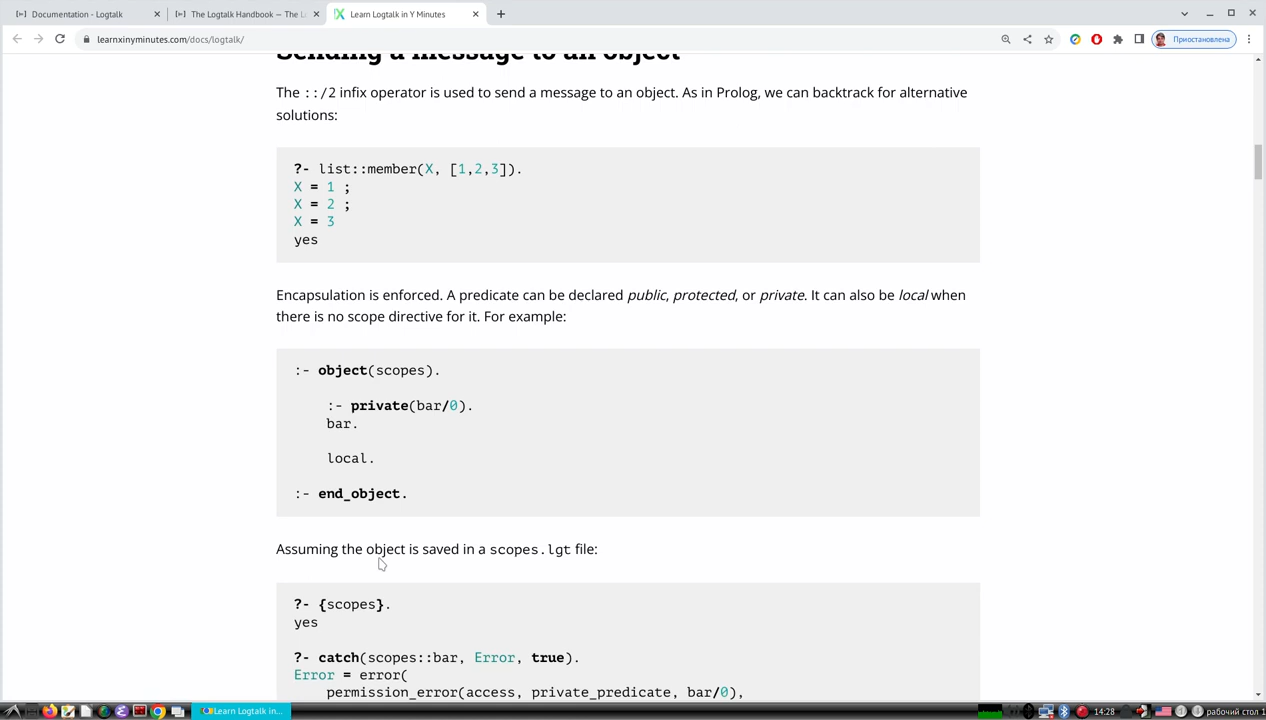 Documentation - Logtalk
The Logtalk Handbook — The L
Learn Logtalk in Y Minutes
learnxinyminutes.com/docs/logtalk/
Приостановлена
Sending a message to an object
The ::/2 infix operator is used to send a message to an object. As in Prolog, we can backtrack for alternative
solutions:
?- list::member(X, [1,2,3]).
X = 1 ;
X = 2 ;
X = 3
yes
Encapsulation is enforced. A predicate can be declared public, protected, or private. It can also be local when
there is no scope directive for it. For example:
:- object(scopes).
:- private(bar/0).
bar.
local.
:- end_object.
Assuming the object is saved in a scopes.lgt file:
?- {scopes}.
yes
?- catch(scopes::bar, Error, true).
Error = error(
permission_error(access, private_predicate, bar/0),
Learn Logtalk in...
14:28
рабочий стол 1